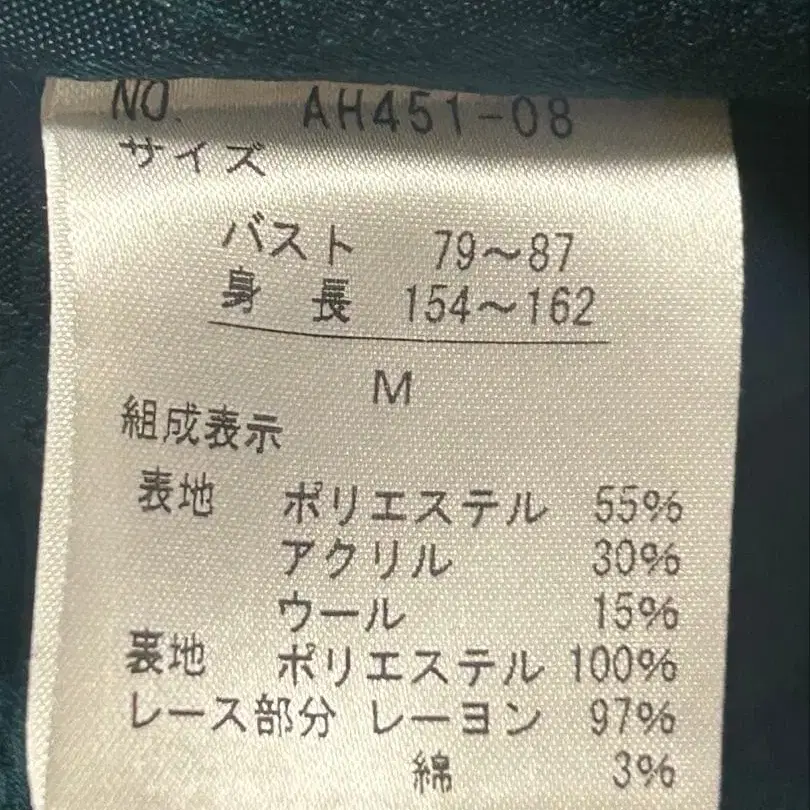 NO. AH451-08
サイズ
バスト 79～87
身長 154～162
M
組成表示
表地 ポリエステル 55%
アクリル 30%
ウール 15%
裏地 ポリエステル 100%
レース部分 レーヨン 97%
綿 3%